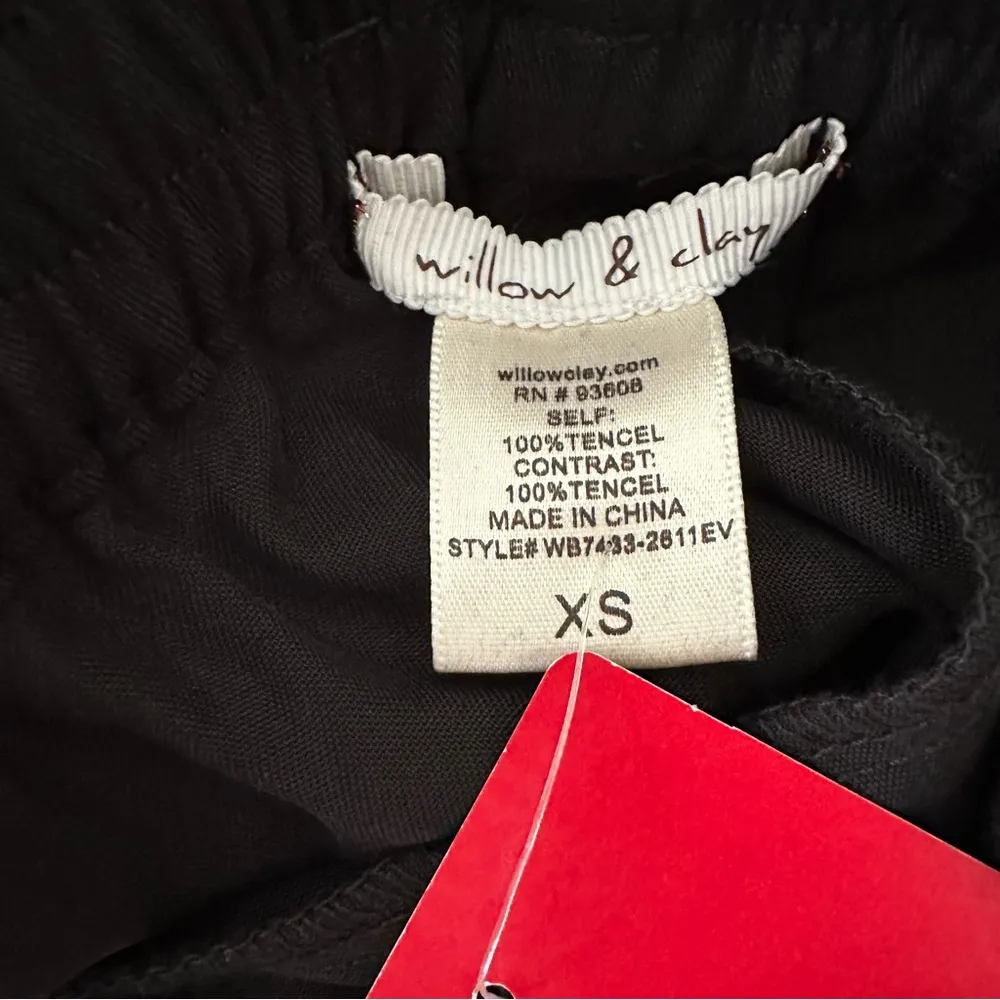 willow & clay
willowclay.com
RN # 93608
SELF:
100%TENCEL
CONTRAST:
100%TENCEL
MADE IN CHINA
STYLE# WB7433-2611EV
XS